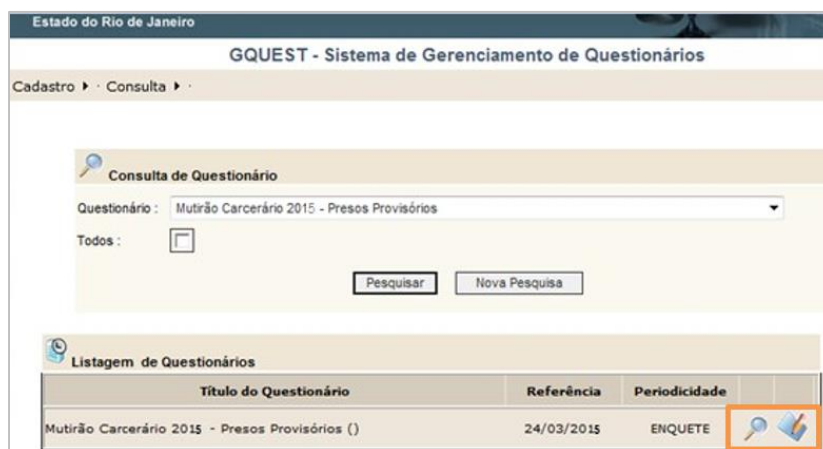 Estado do Rio de Janeiro
GQUEST - Sistema de Gerenciamento de Questionários
Cadastro Consulta
Consulta de Questionário
Questionário : Mutirão Carcerário 2015 - Presos Provisórios
Todos :
Pesquisar Nova Pesquisa
Listagem de Questionários
Título do Questionário Referência Periodicidade
Mutirão Carcerário 2015 - Presos Provisórios () 24/03/2015 ENQUETE